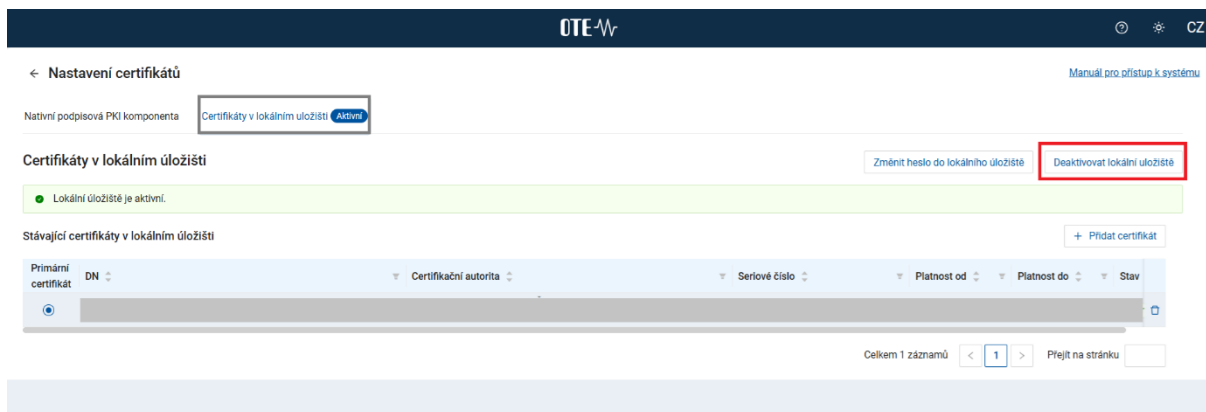 OTE
CZ
← Nastavení certifikátů
Manuál pro přístup k systému
Nativní podpisová PKI komponenta Certifikáty v lokálním uložišti Aktivní
Certifikáty v lokálním úložišti
Změnit heslo do lokálního úložiště Deaktivovat lokální uložiště
Lokální úložiště je aktivní.
Stávající certifikáty v lokálním úložišti
+ Přidat certifikát
Primární certifikát DN Certifikační autorita Seriové číslo Platnost od Platnost do Stav
Celkem 1 záznamů < 1 > Přejít na stránku